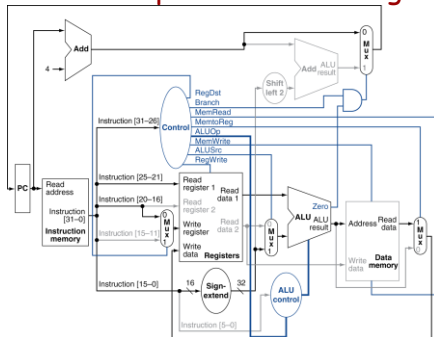 Add
4
Add
ALU
result
0
M
u
x
1
Shift
left 2
RegDst
Branch
MemRead
MemtoReg
ALUOp
MemWrite
ALUSrc
RegWrite
Instruction [31–26]
Control
PC
Read
address
Instruction
[31–0]
Instruction
memory
Instruction [25–21]
Instruction [20–16]
Instruction [15–11]
0
M
u
x
1
Read
register 1
Read
register 2
Write
register
Write
data
Read
data 1
Read
data 2
Registers
0
M
u
x
1
Zero
ALU
ALU
result
Address
Read
data
Write
data
Data
memory
1
M
u
x
0
Instruction [15–0]
16
Sign-
extend
32
Instruction [5–0]
ALU
control